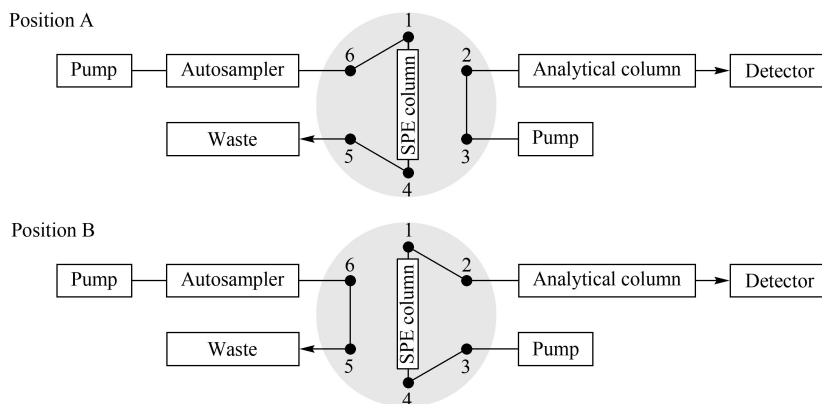 Position A
1
6
2
Pump
Autosampler
Analytical column
Detector
SPE column
Waste
Pump
5
3
4
Position B
1
6
2
Pump
Autosampler
Analytical column
Detector
SPE column
Waste
Pump
5
3
4